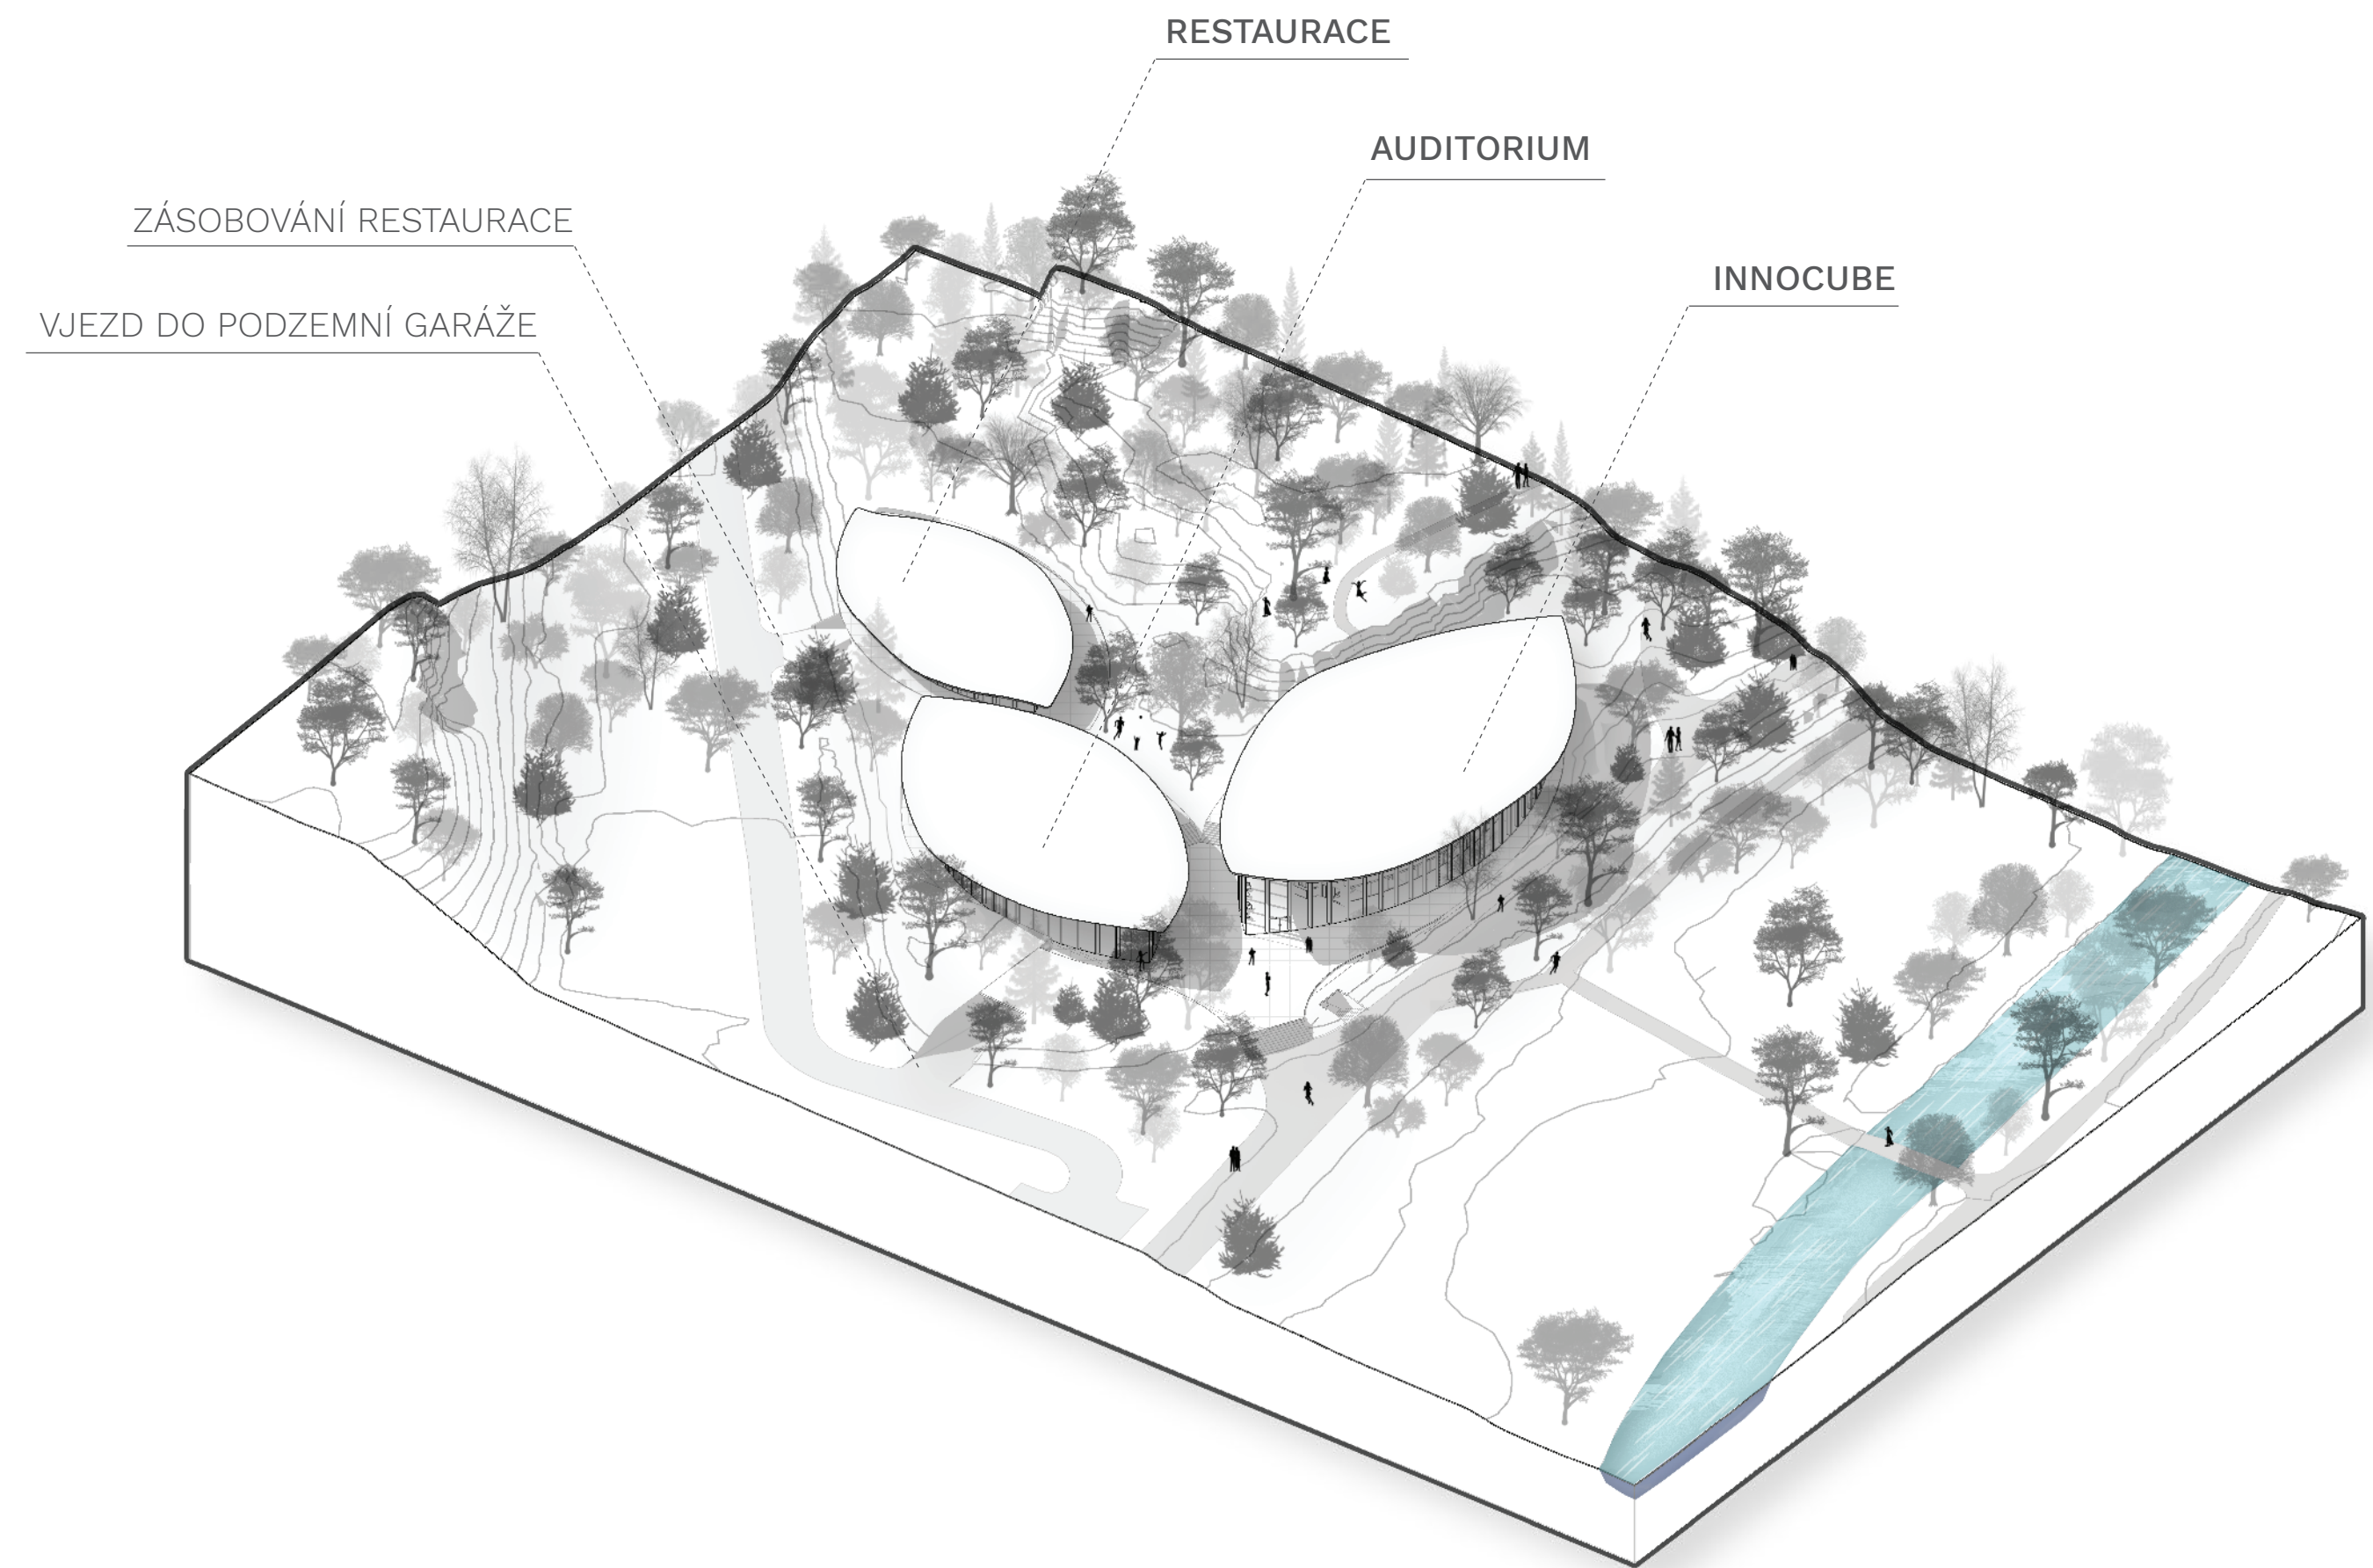 RESTAURACE
AUDITORIUM
ZÁSOBOVÁNÍ RESTAURACE
INNOCUBE
VJEZD DO PODZEMNÍ GARÁŽE